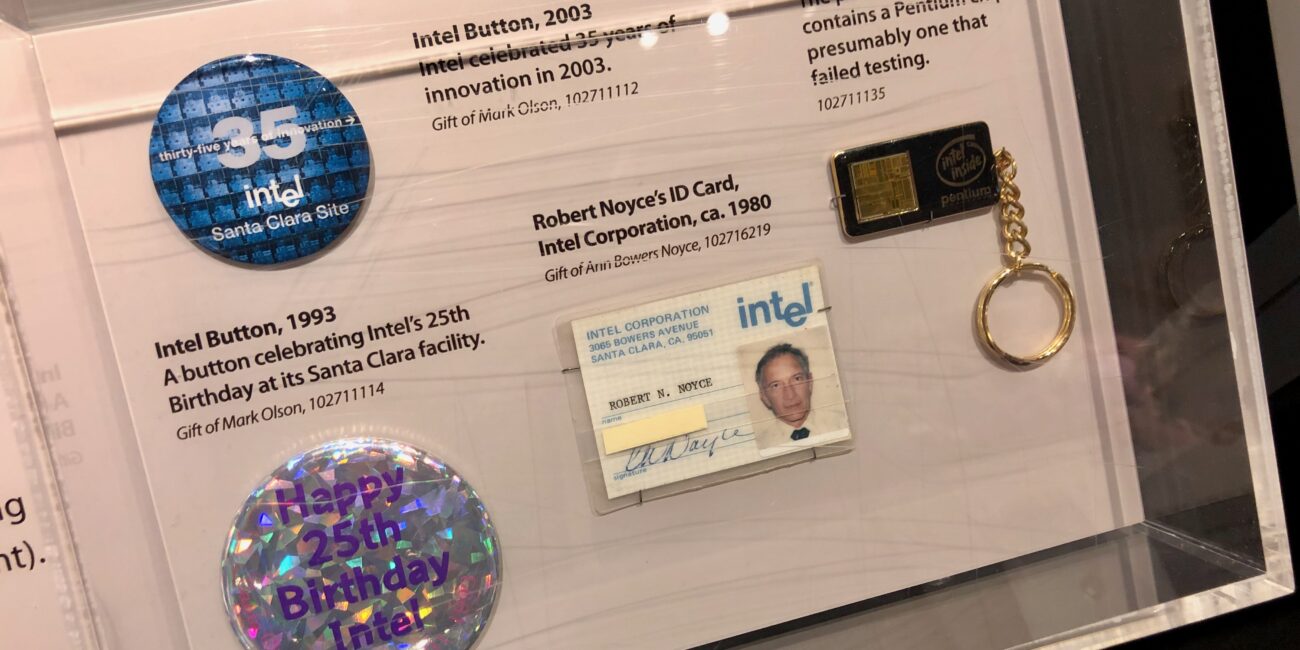 Intel Button, 2003
Intel celebrated 35 years of
innovation in 2003.
Gift of Mark Olson, 102711112
contains a Pentium
presumably one that
failed testing.
102711135
35
thirty-five years of innovation
intel
Santa Clara Site
Robert Noyce's ID Card,
Intel Corporation, ca. 1980
Gift of Ann Bowers Noyce, 102716219
intel
inside
pentium
INTEL CORPORATION
3065 BOWERS AVENUE
SANTA CLARA, CA. 95051
intel
ROBERT N. NOYCE
name
signature
Intel Button, 1993
A button celebrating Intel's 25th
Birthday at its Santa Clara facility.
Gift of Mark Olson, 102711114
Happy
25th
Birthday
Intel